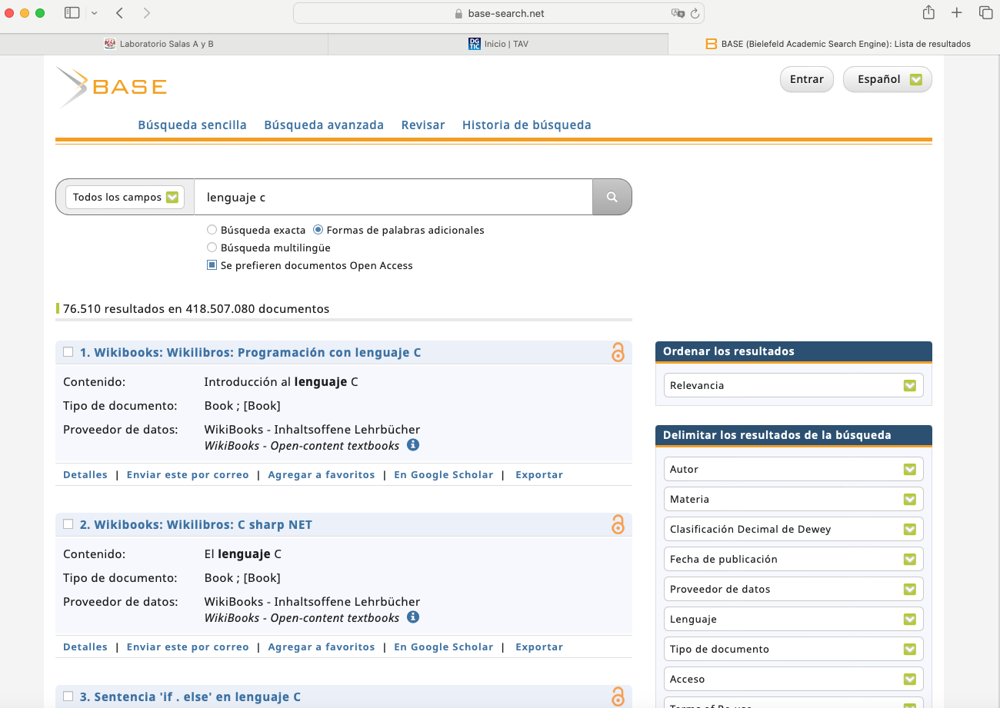 base-search.net
Laboratorio Salas A y B
DG TIC Inicio | TAV
BASE (Bielefeld Academic Search Engine): Lista de resultados
BASE
Entrar
Español
Búsqueda sencilla Búsqueda avanzada Revisar Historia de búsqueda
Todos los campos lenguaje c
Búsqueda exacta Formas de palabras adicionales
Búsqueda multilingüe
Se prefieren documentos Open Access
76.510 resultados en 418.507.080 documentos
1. Wikibooks: Wikilibros: Programación con lenguaje C
Contenido: Introducción al lenguaje C
Tipo de documento: Book ; [Book]
Proveedor de datos: WikiBooks - Inhaltsoffene Lehrbücher
WikiBooks - Open-content textbooks
Detalles | Enviar este por correo | Agregar a favoritos | En Google Scholar | Exportar
2. Wikibooks: Wikilibros: C sharp NET
Contenido: El lenguaje C
Tipo de documento: Book ; [Book]
Proveedor de datos: WikiBooks - Inhaltsoffene Lehrbücher
WikiBooks - Open-content textbooks
Detalles | Enviar este por correo | Agregar a favoritos | En Google Scholar | Exportar
3. Sentencia 'if . else' en lenguaje C
Ordenar los resultados
Relevancia
Delimitar los resultados de la búsqueda
Autor
Materia
Clasificación Decimal de Dewey
Fecha de publicación
Proveedor de datos
Lenguaje
Tipo de documento
Acceso
Terms of Re-use